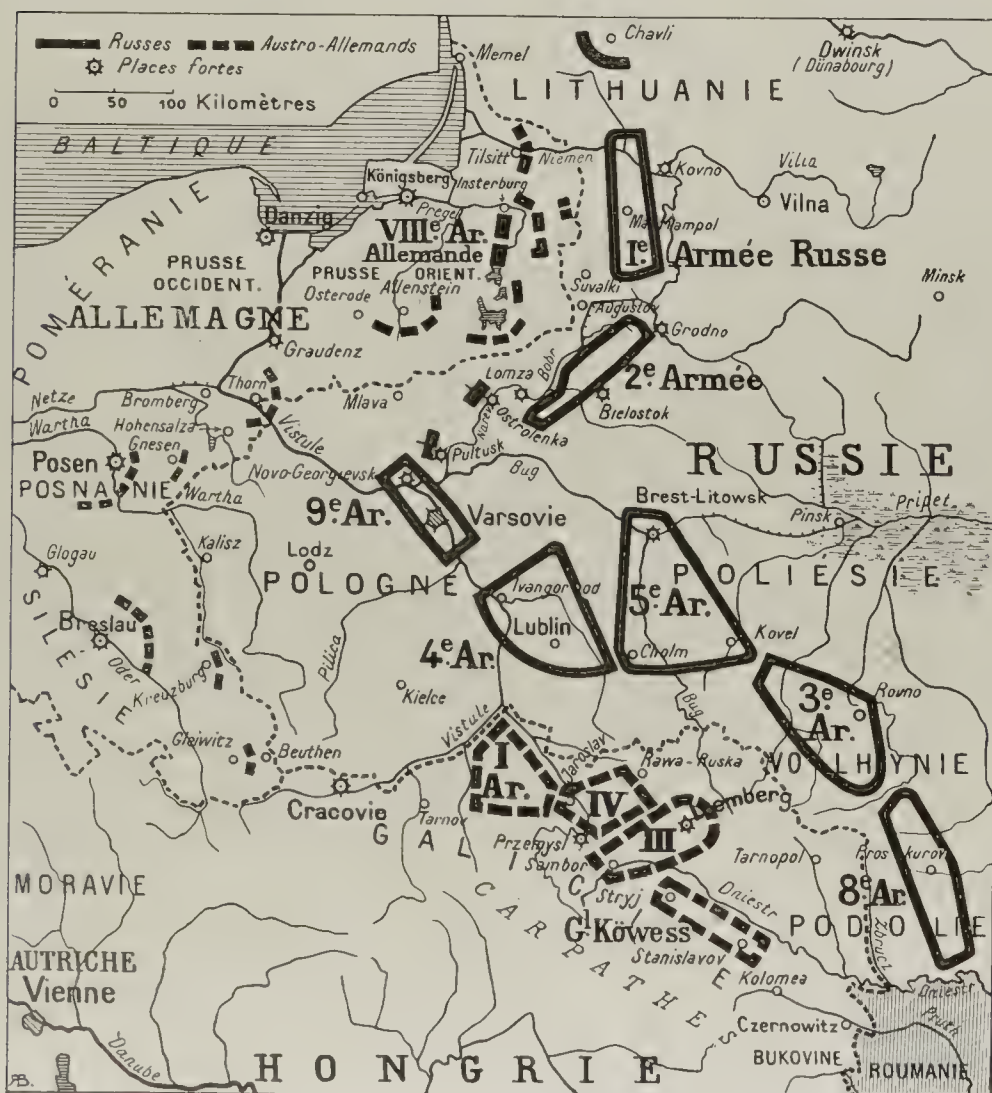 Russes Austro-Allemands
Places fortes
0 50 100 Kilomètres
Memel
Chavli
Dwinsk
(Dünabourg)
LITHUANIE
BALTIQUE
Tilsitt
Niemen
Kovno
Vilia
Königsberg
Insterburg
Vilna
Danzig
Pregel
VIIIe. Ar.
Allemande
Ie. Armée Russe
POMÉRANIE
PRUSSE
OCCIDENT.
PRUSSE
ORIENT.
Osterode
Allenstein
Suvalki
Minsk
ALLEMAGNE
Augustov
Grodno
Graudenz
Bobr
Lomza
2e. Armée
Thorn
Mlava
Bielostok
Netze
Bromberg
Narev
Ostrolenka
Wartha
Hohensalza
Gnesen
Vistule
Pultusk
RUSSIE
Posen
Novo-Georgievsk
Bug
POSNANIE
Wartha
Brest-Litowsk
Pinsk
Pripet
9e. Ar.
Varsovie
Glogau
Kalisz
Lodz
POLOGNE
POLIESIE
SILÉSIE
Ivangorod
5e. Ar.
Breslau
Lublin
Kovel
Oder
Pilica
4e. Ar.
Cholm
Kreuzburg
Kielce
Bug
Rovno
3e
Ar.
Gleiwitz
Beuthen
Vistule
Jaroslav
Rawa-Ruska
VOLHYNIE
I
Ar.
Cracovie
IV
Lemberg
GALICIE
Tarnov
III
Przemysl
Sambor
Tarnopol
Proskurov
MORAVIE
CARPATHES
Stryj
Dniestr
8e Ar.
Gl Köwess
PODOLIE
Zbrucz
Stanislavov
AUTRICHE
Vienne
Kolomea
Dniestr
Pruth
Czernowitz
Danube
BUKOVINE
HONGRIE
ROUMANIE